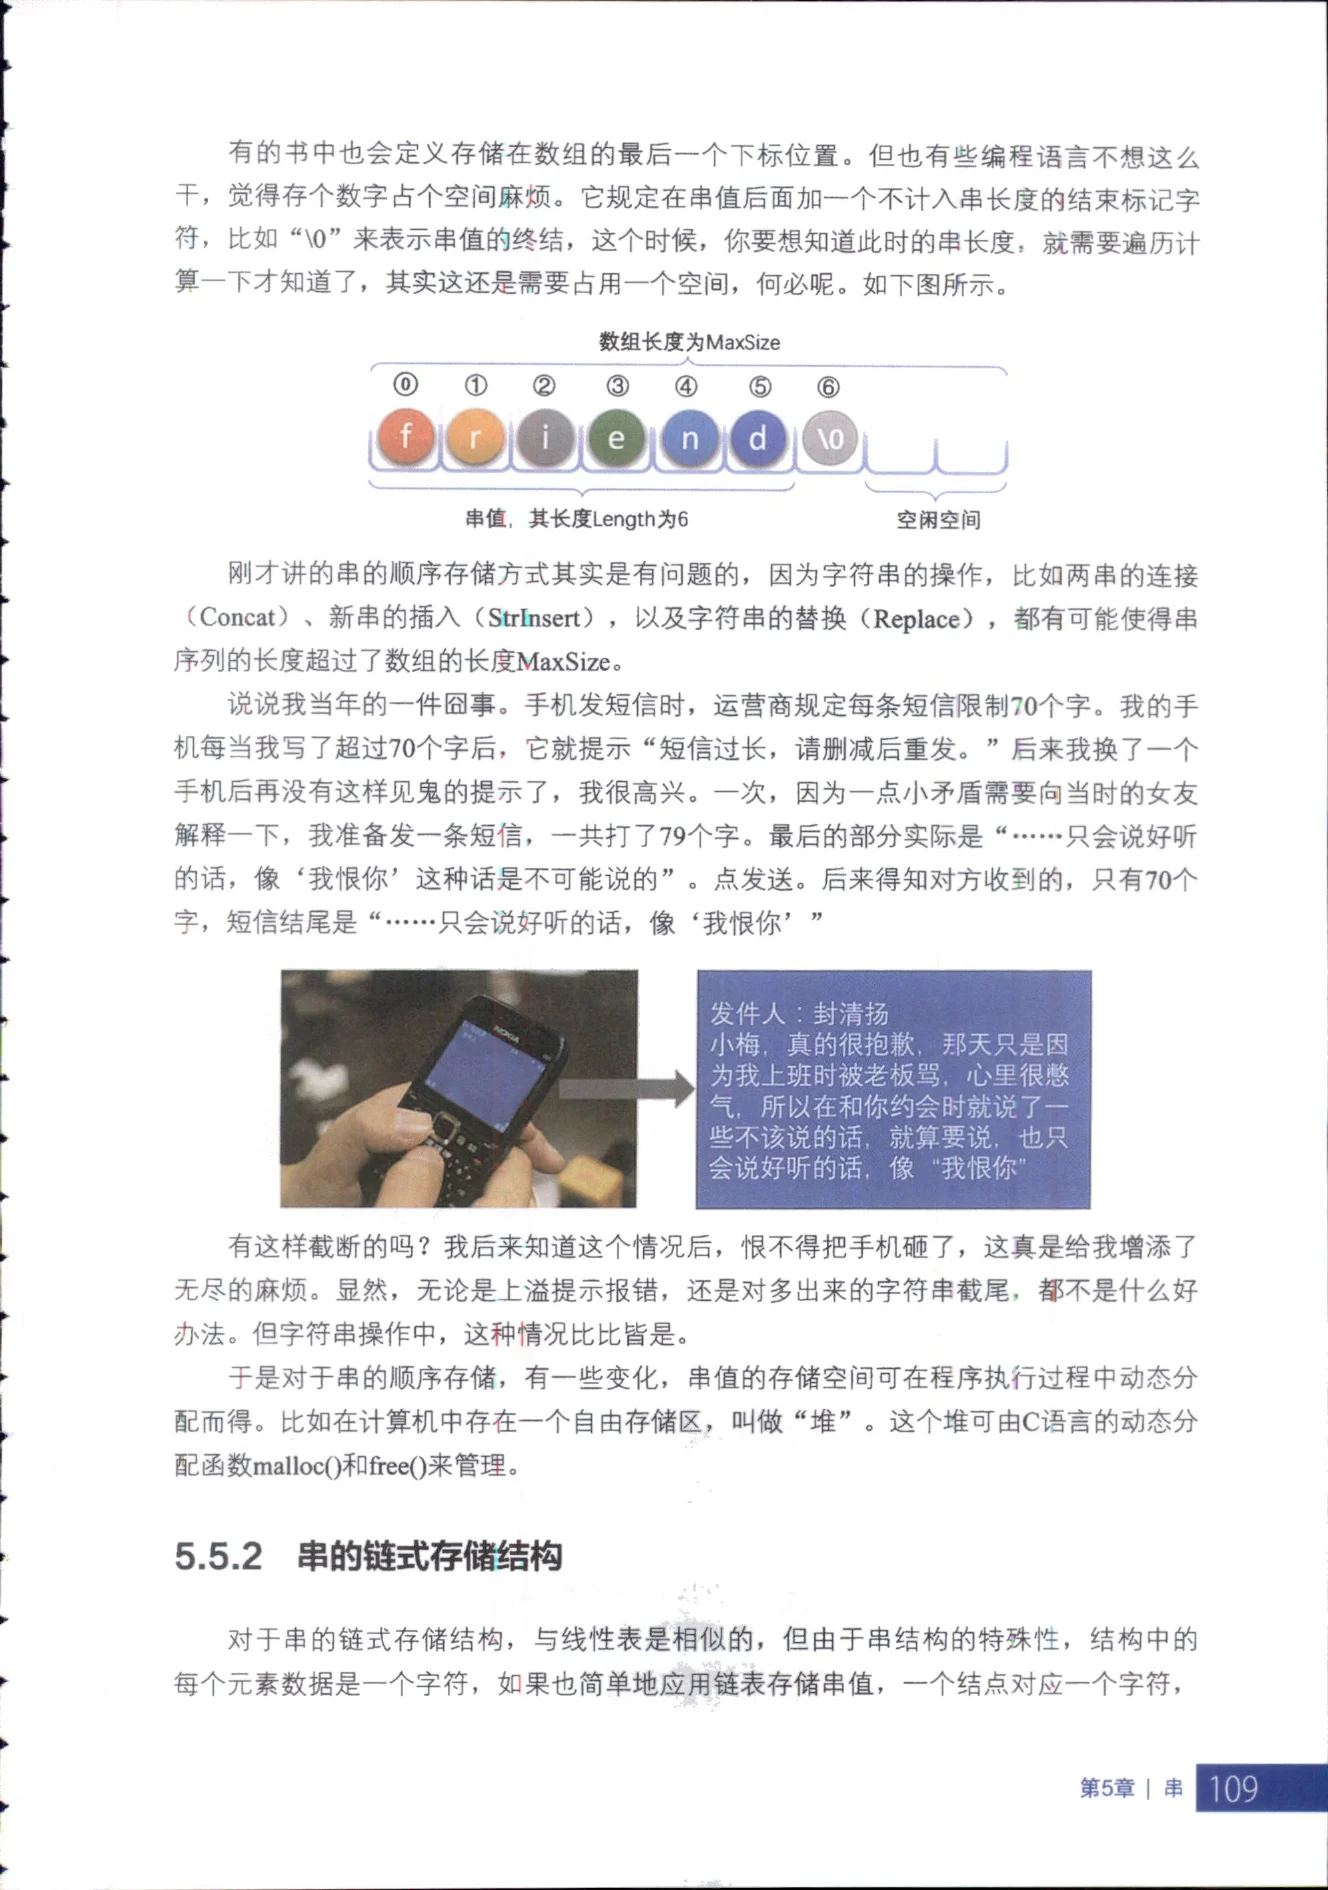 有的书中也会定义存储在数组的最后一个下标位置。但也有些编程语言不想这么
干，觉得存个数字占个空间麻烦。它规定在串值后面加一个不计入串长度的结束标记字
符，比如“\0”来表示串值的终结，这个时候，你要想知道此时的串长度，就需要遍历计
算一下才知道了，其实这还是需要占用一个空间，何必呢。如下图所示。
数组长度为MaxSize
⓪ ① ② ③ ④ ⑤ ⑥
f r i e n d \0
串值，其长度Length为6 空闲空间
刚才讲的串的顺序存储方式其实是有问题的，因为字符串的操作，比如两串的连接
（Concat）、新串的插入（StrInsert），以及字符串的替换（Replace），都有可能使得串
序列的长度超过了数组的长度MaxSize。
说说我当年的一件囧事。手机发短信时，运营商规定每条短信限制70个字。我的手
机每当我写了超过70个字后，它就提示“短信过长，请删减后重发。”后来我换了一个
手机后再没有这样见鬼的提示了，我很高兴。一次，因为一点小矛盾需要向当时的女友
解释一下，我准备发一条短信，一共打了79个字。最后的部分实际是“……只会说好听
的话，像‘我恨你’这种话是不可能说的”。点发送。后来得知对方收到的，只有70个
字，短信结尾是“……只会说好听的话，像‘我恨你’”
NOKIA
发件人：封清扬
小梅，真的很抱歉，那天只是因
为我上班时被老板骂，心里很憋
气，所以在和你约会时就说了一
些不该说的话，就算要说，也只
会说好听的话，像“我恨你”
有这样截断的吗？我后来知道这个情况后，恨不得把手机砸了，这真是给我增添了
无尽的麻烦。显然，无论是上溢提示报错，还是对多出来的字符串截尾，都不是什么好
办法。但字符串操作中，这种情况比比皆是。
于是对于串的顺序存储，有一些变化，串值的存储空间可在程序执行过程中动态分
配而得。比如在计算机中存在一个自由存储区，叫做“堆”。这个堆可由C语言的动态分
配函数malloc()和free()来管理。
5.5.2 串的链式存储结构
对于串的链式存储结构，与线性表是相似的，但由于串结构的特殊性，结构中的
每个元素数据是一个字符，如果也简单地应用链表存储串值，一个结点对应一个字符，
第5章 | 串 109